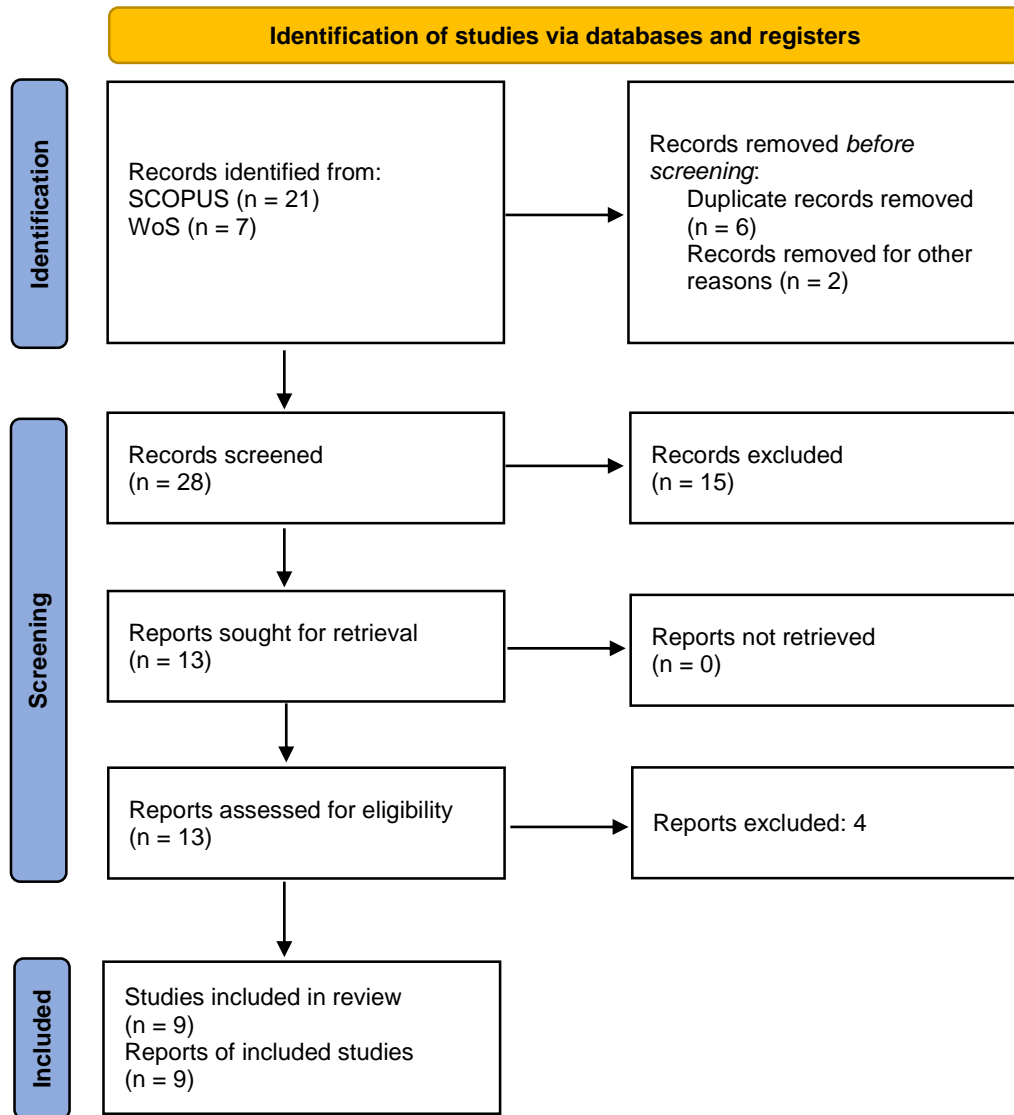 Identification of studies via databases and registers
Identification
Records identified from:
SCOPUS (n = 21)
WoS (n = 7)
Records removed before
screening:
Duplicate records removed
(n = 6)
Records removed for other
reasons (n = 2)
Screening
Records screened
(n = 28)
Records excluded
(n = 15)
Reports sought for retrieval
(n = 13)
Reports not retrieved
(n = 0)
Reports assessed for eligibility
(n = 13)
Reports excluded: 4
Included
Studies included in review
(n = 9)
Reports of included studies
(n = 9)